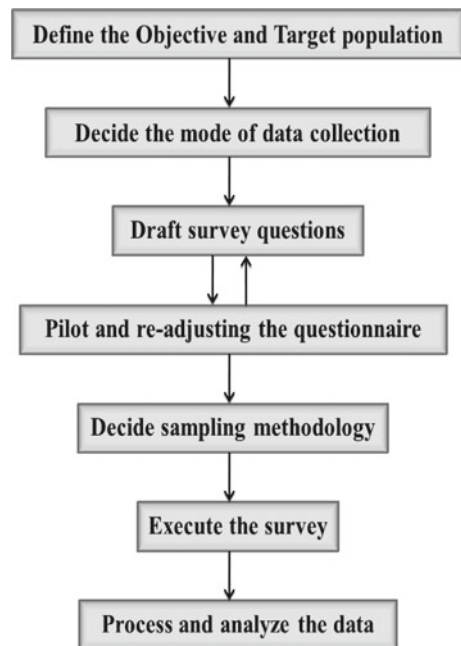 Define the Objective and Target population
Decide the mode of data collection
Draft survey questions
Pilot and re-adjusting the questionnaire
Decide sampling methodology
Execute the survey
Process and analyze the data